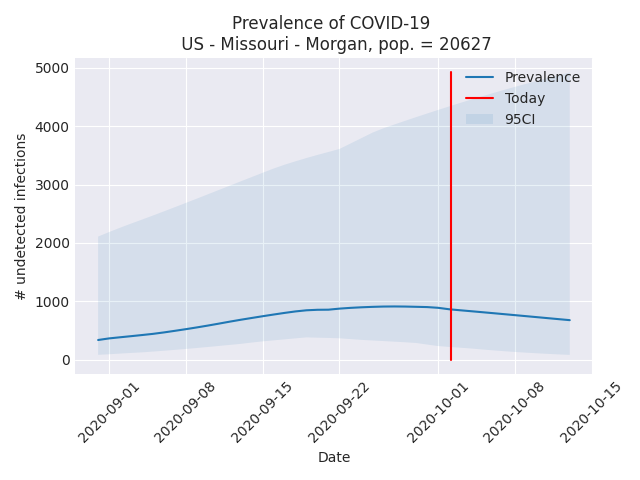 Prevalence of COVID-19
US - Missouri - Morgan, pop. = 20627
Prevalence
Today
95CI
5000
4000
3000
2000
1000
0
# undetected infections
2020-09-01
2020-09-08
2020-09-15
2020-09-22
2020-10-01
2020-10-08
2020-10-15
Date